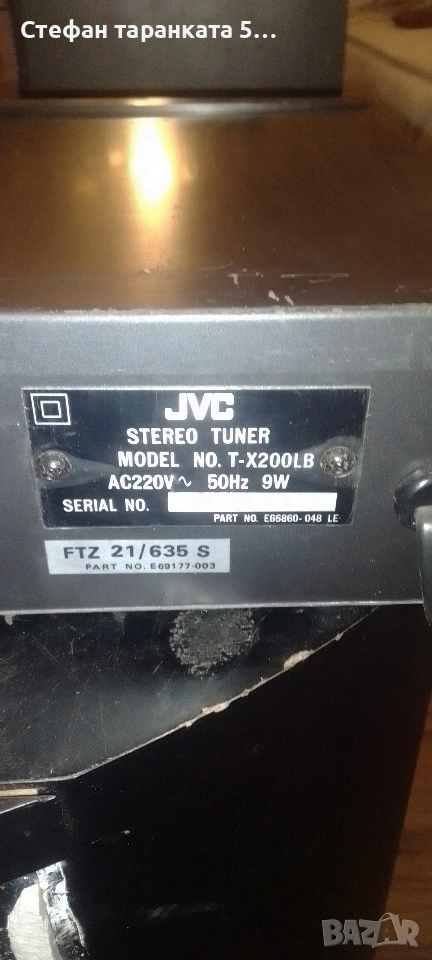 Стефан таранката 5...
JVC
STEREO TUNER
MODEL NO. T-X200LB
AC220V~ 50Hz 9W
SERIAL NO.
PART NO. E66860-048 LE
FTZ 21/635 S
PART NO. E69177-003
BAZAR